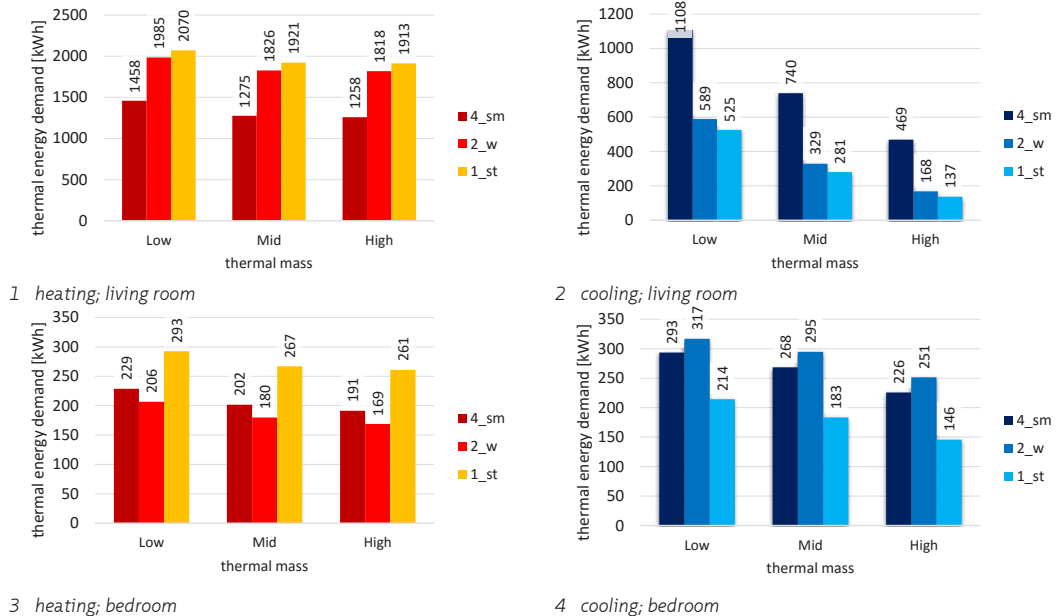 thermal energy demand [kWh]
2500
2000
1500
1000
500
0
1458
1985
2070
1275
1826
1921
1258
1818
1913
Low
Mid
High
thermal mass
4_sm
2_w
1_st
1 heating; living room
thermal energy demand [kWh]
1200
1000
800
600
400
200
0
1108
589
525
740
329
281
469
168
137
Low
Mid
High
thermal mass
4_sm
2_w
1_st
2 cooling; living room
thermal energy demand [kWh]
350
300
250
200
150
100
50
0
229
206
293
202
180
267
191
169
261
Low
Mid
High
thermal mass
4_sm
2_w
1_st
3 heating; bedroom
thermal energy demand [kWh]
350
300
250
200
150
100
50
0
293
317
214
268
295
183
226
251
146
Low
Mid
High
thermal mass
4_sm
2_w
1_st
4 cooling; bedroom